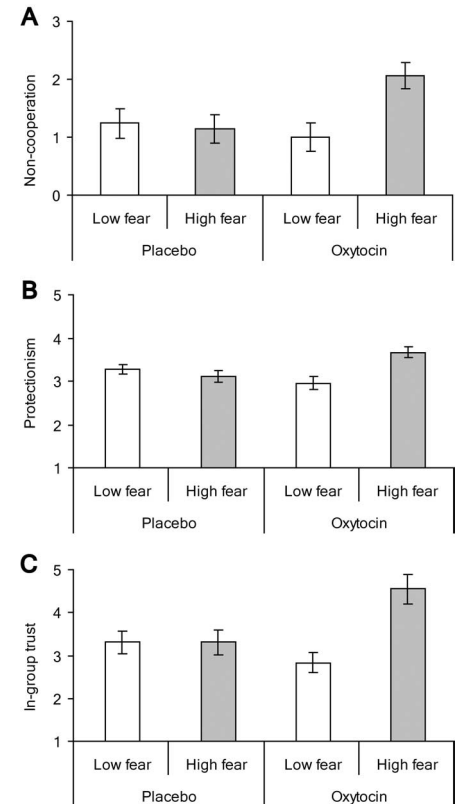 A
3
2
1
0
Non-cooperation
Low fear High fear Low fear High fear
Placebo Oxytocin
B
5
4
3
2
1
Protectionism
Low fear High fear Low fear High fear
Placebo Oxytocin
C
5
4
3
2
1
In-group trust
Low fear High fear Low fear High fear
Placebo Oxytocin